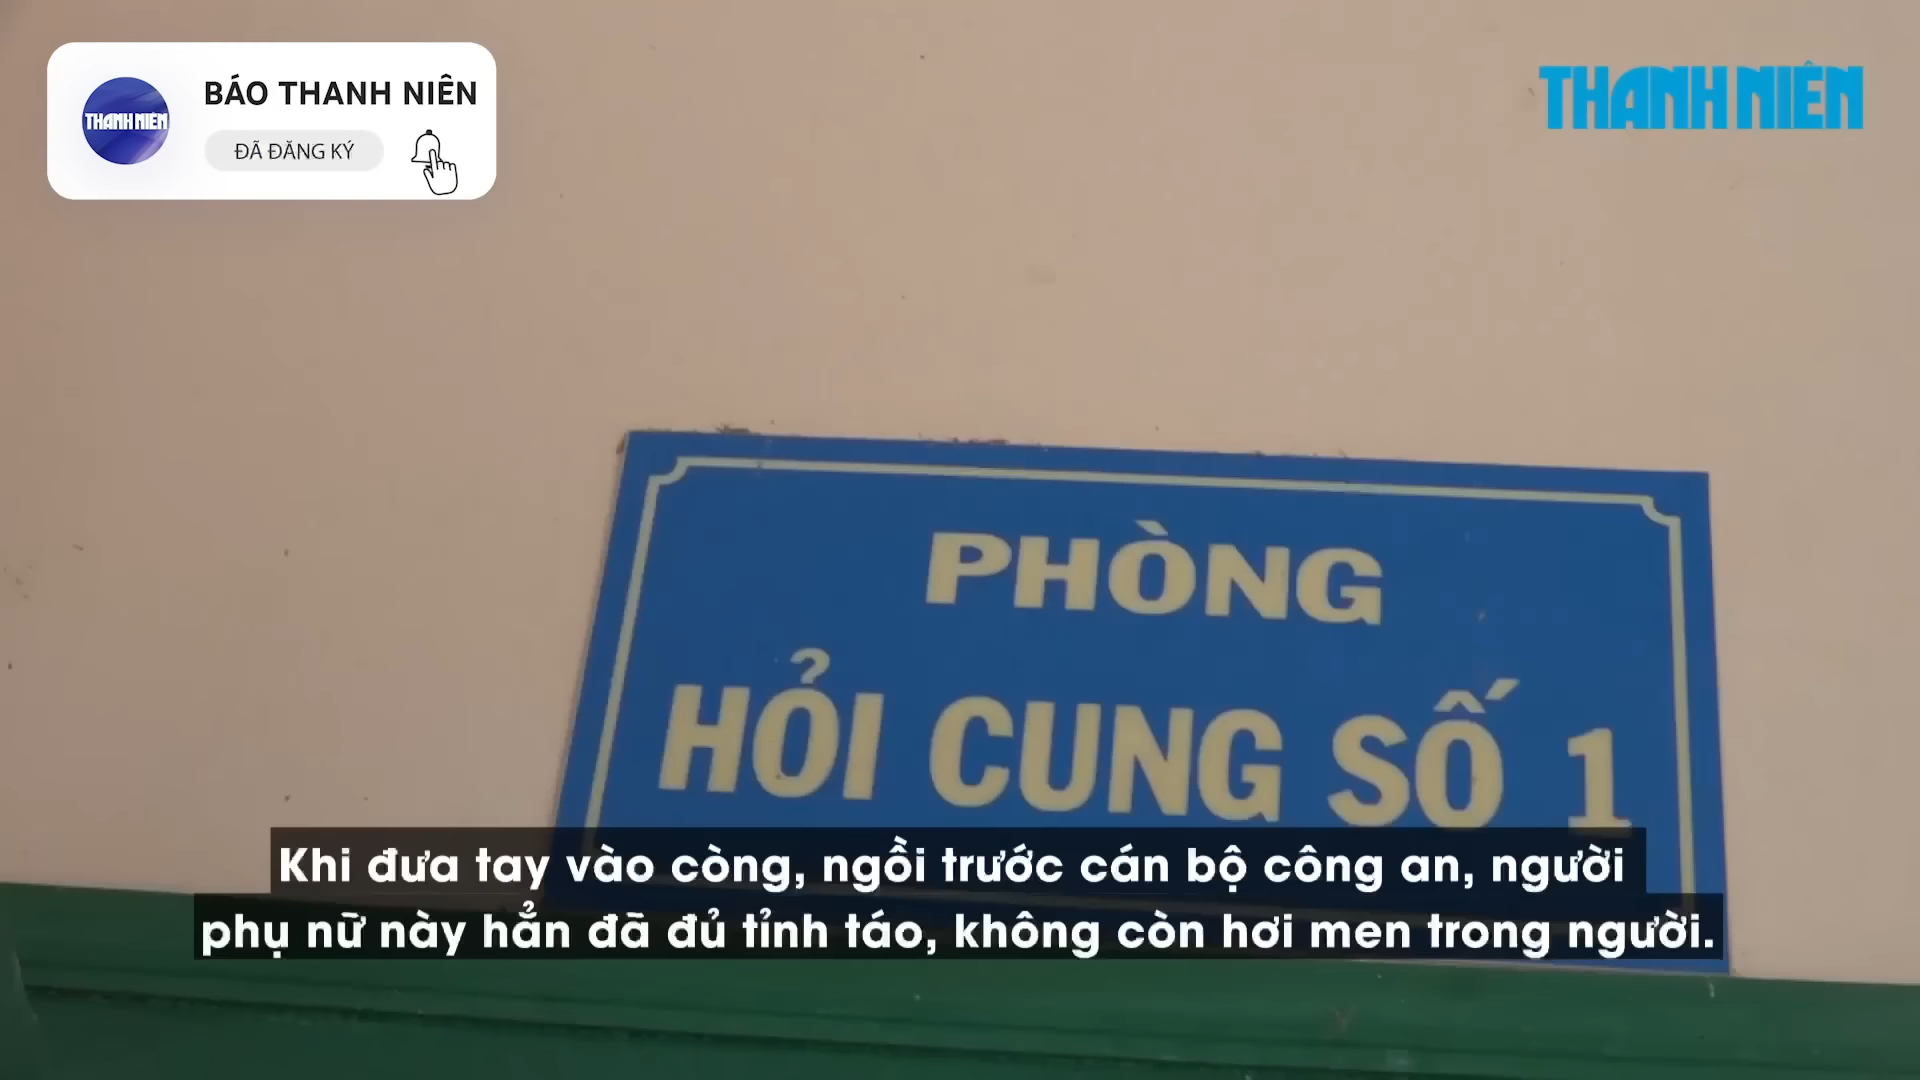 BÁO THANH NIÊN
THANH NIÊN
ĐÃ ĐĂNG KÝ
THANH NIÊN
PHÒNG
HỎI CUNG SỐ 1
Khi đưa tay vào còng, ngồi trước cán bộ công an, người
phụ nữ này hẳn đã đủ tỉnh táo, không còn hơi men trong người.